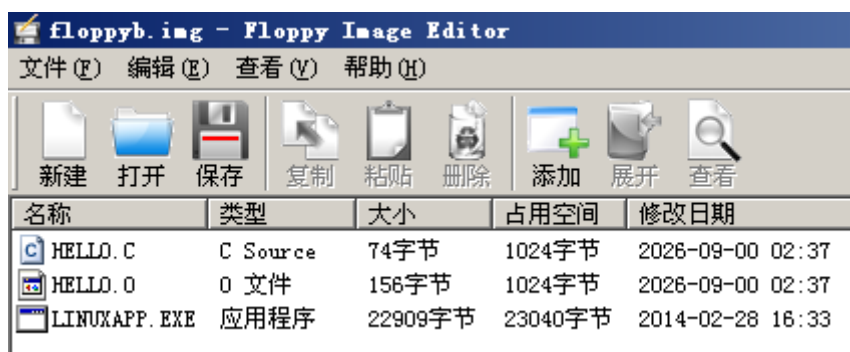 floppyb.img - Floppy Image Editor
文件(F) 编辑(E) 查看(V) 帮助(H)
新建 打开 保存 复制 粘贴 删除 添加 展开 查看
名称 类型 大小 占用空间 修改日期
HELLO.C C Source 74字节 1024字节 2026-09-00 02:37
HELLO.O O 文件 156字节 1024字节 2026-09-00 02:37
LINUXAPP.EXE 应用程序 22909字节 23040字节 2014-02-28 16:33